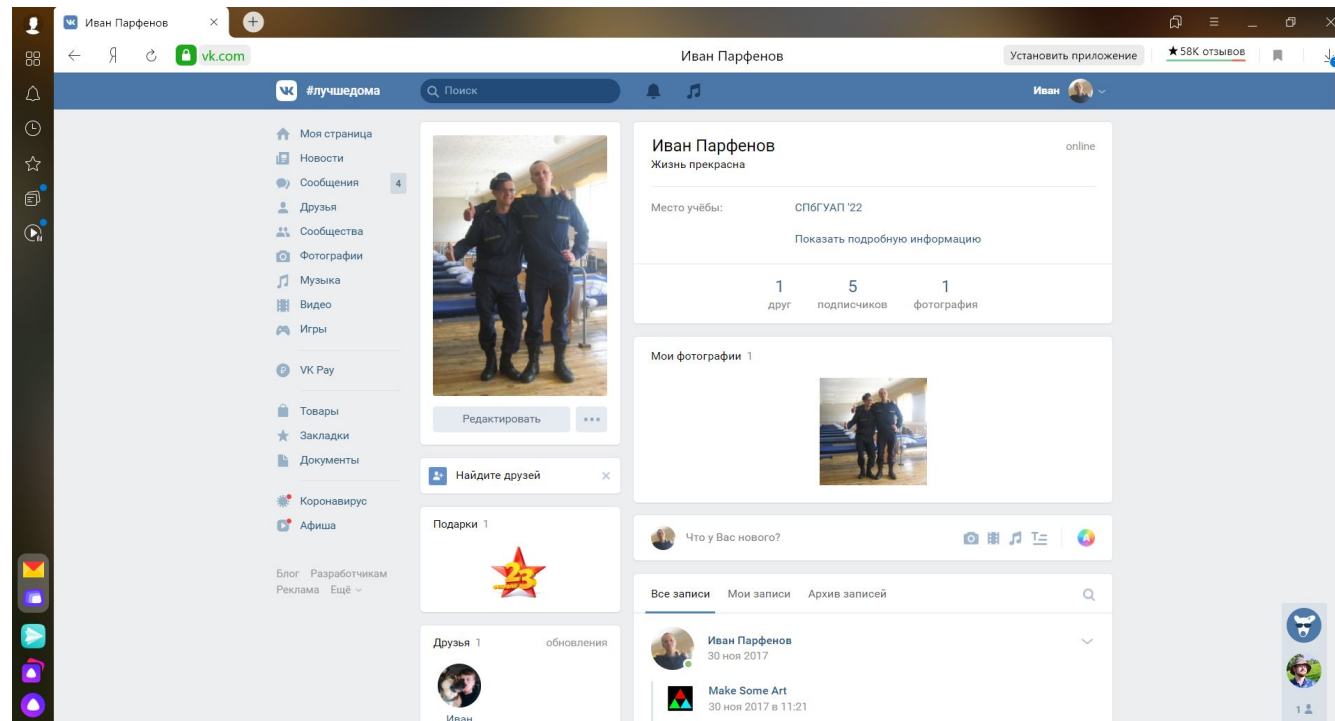 Иван Парфенов
vk.com
Иван Парфенов
Установить приложение
★58K отзывов
#лучшедома
Поиск
Иван
Моя страница
Новости
Сообщения 4
Друзья
Сообщества
Фотографии
Музыка
Видео
Игры
VK Pay
Товары
Закладки
Документы
Коронавирус
Афиша
Блог Разработчикам
Реклама Ещё
Редактировать
Найдите друзей
Подарки 1
23
Друзья 1 обновления
Иван
Иван Парфенов online
Жизнь прекрасна
Место учёбы: СПбГУАП '22
Показать подробную информацию
1 5 1
друг подписчиков фотография
Мои фотографии 1
Что у Вас нового?
Все записи Мои записи Архив записей
Иван Парфенов
30 ноя 2017
Make Some Art
30 ноя 2017 в 11:21
1